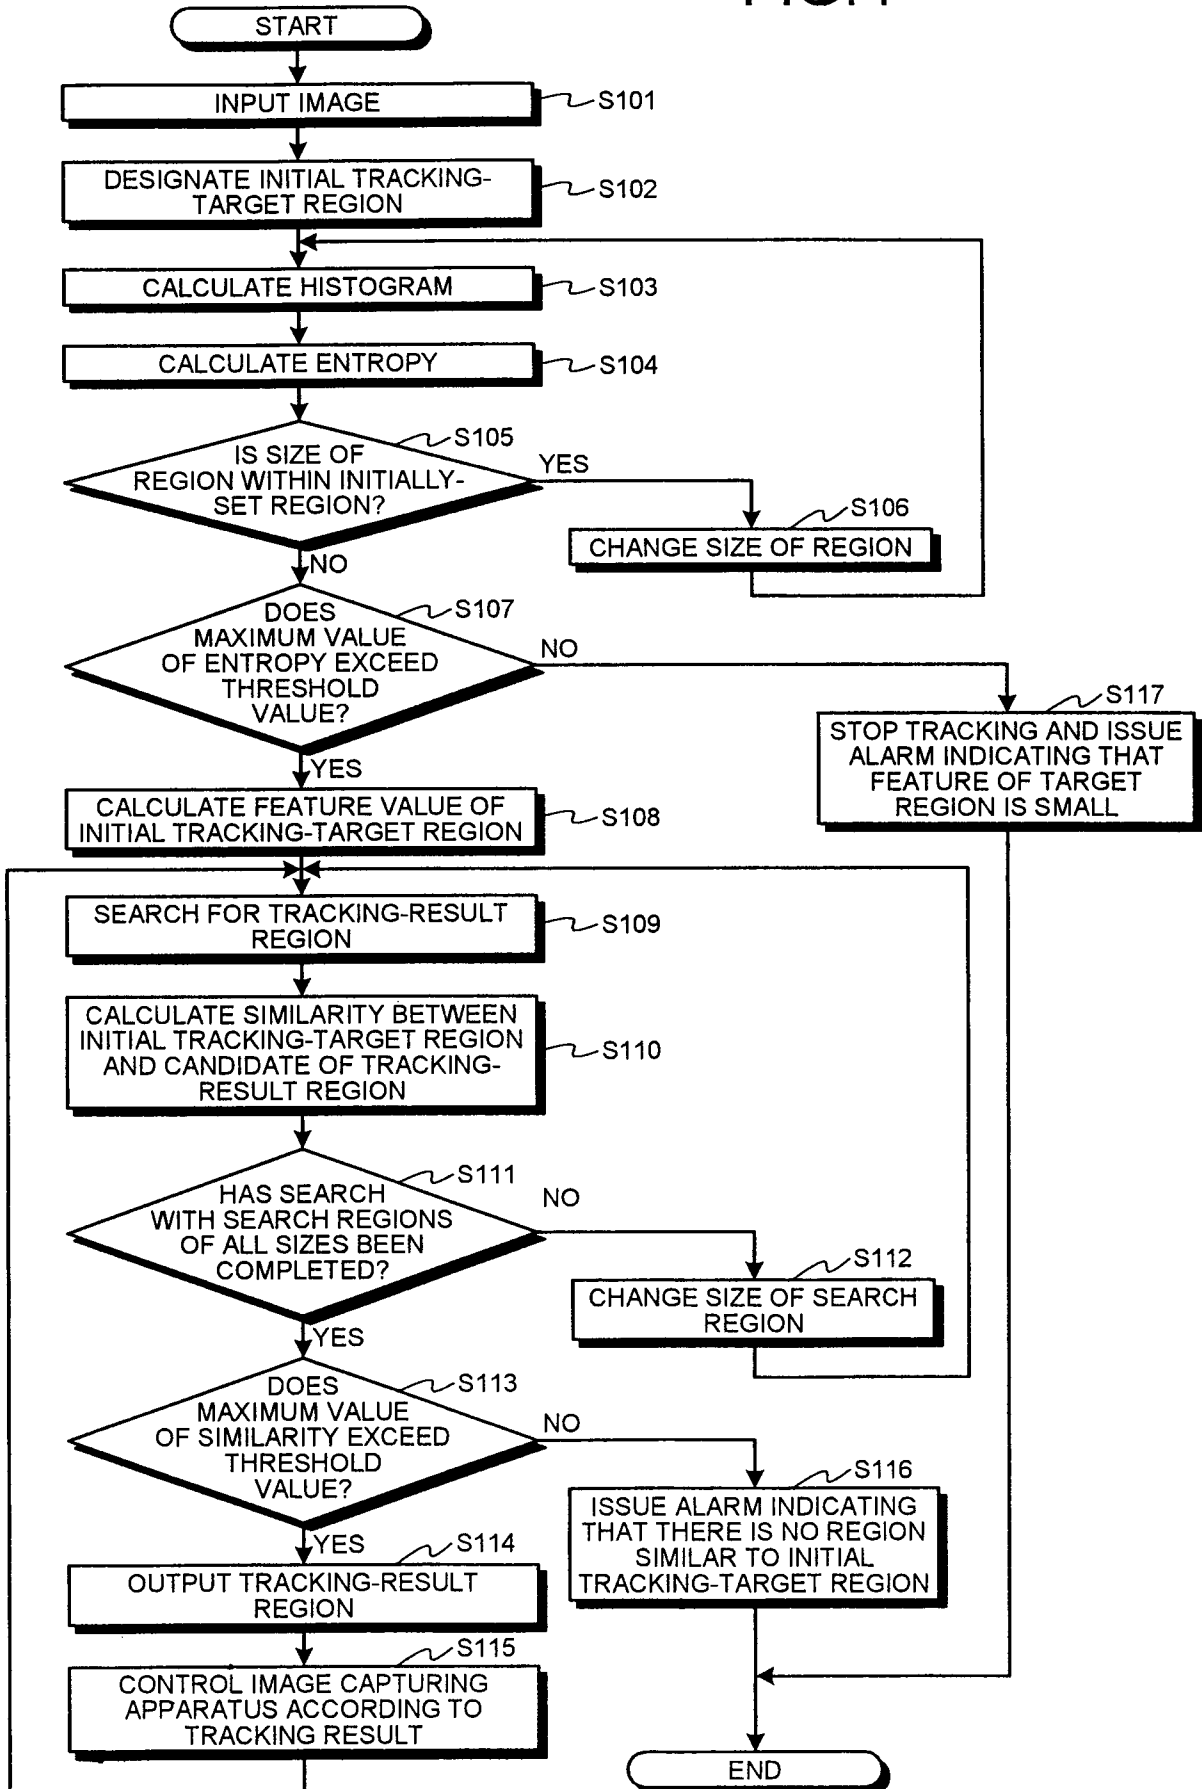 START
INPUT IMAGE
S101
DESIGNATE INITIAL TRACKING-
TARGET REGION
S102
CALCULATE HISTOGRAM
S103
CALCULATE ENTROPY
S104
IS SIZE OF
REGION WITHIN INITIALLY-
SET REGION?
S105
YES
S106
CHANGE SIZE OF REGION
NO
DOES
MAXIMUM VALUE
OF ENTROPY EXCEED
THRESHOLD
VALUE?
S107
NO
S117
STOP TRACKING AND ISSUE
ALARM INDICATING THAT
FEATURE OF TARGET
REGION IS SMALL
YES
CALCULATE FEATURE VALUE OF
INITIAL TRACKING-TARGET REGION
S108
SEARCH FOR TRACKING-RESULT
REGION
S109
CALCULATE SIMILARITY BETWEEN
INITIAL TRACKING-TARGET REGION
AND CANDIDATE OF TRACKING-
RESULT REGION
S110
HAS SEARCH
WITH SEARCH REGIONS
OF ALL SIZES BEEN
COMPLETED?
S111
NO
S112
CHANGE SIZE OF SEARCH
REGION
YES
DOES
MAXIMUM VALUE
OF SIMILARITY EXCEED
THRESHOLD
VALUE?
S113
NO
S116
ISSUE ALARM INDICATING
THAT THERE IS NO REGION
SIMILAR TO INITIAL
TRACKING-TARGET REGION
YES
S114
OUTPUT TRACKING-RESULT
REGION
S115
CONTROL IMAGE CAPTURING
APPARATUS ACCORDING TO
TRACKING RESULT
END